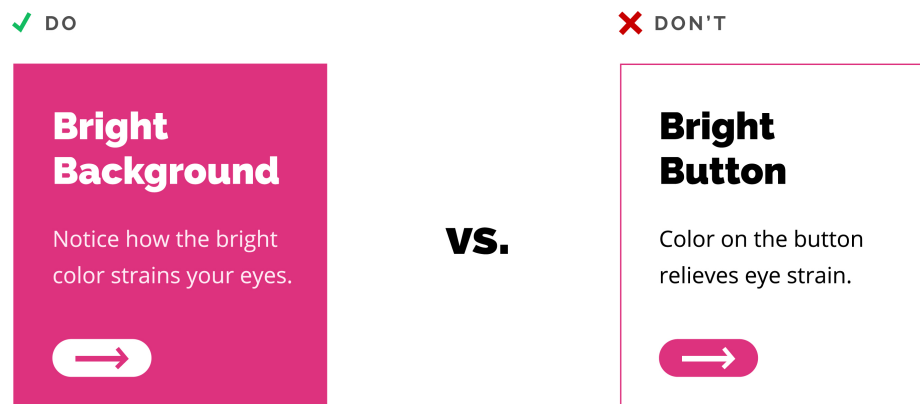 DO
Bright
Background
Notice how the bright
color strains your eyes.
vs.
DON'T
Bright
Button
Color on the button
relieves eye strain.